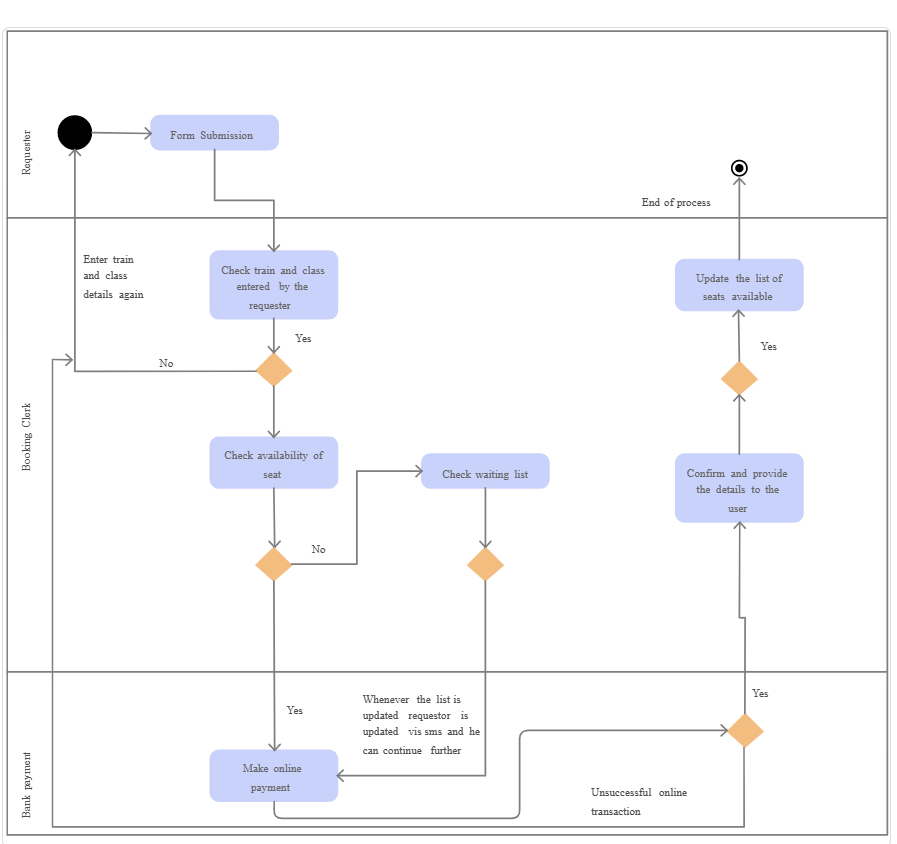 Requester
Form Submission
End of process
Booking Clerk
Enter train
and class
details again
Check train and class
entered by the
requester
Yes
No
Check availability of
seat
No
Check waiting list
Update the list of
seats available
Yes
Confirm and provide
the details to the
user
Bank payment
Yes
Whenever the list is
updated requestor is
updated vis sms and he
can continue further
Make online
payment
Yes
Unsuccessful online
transaction